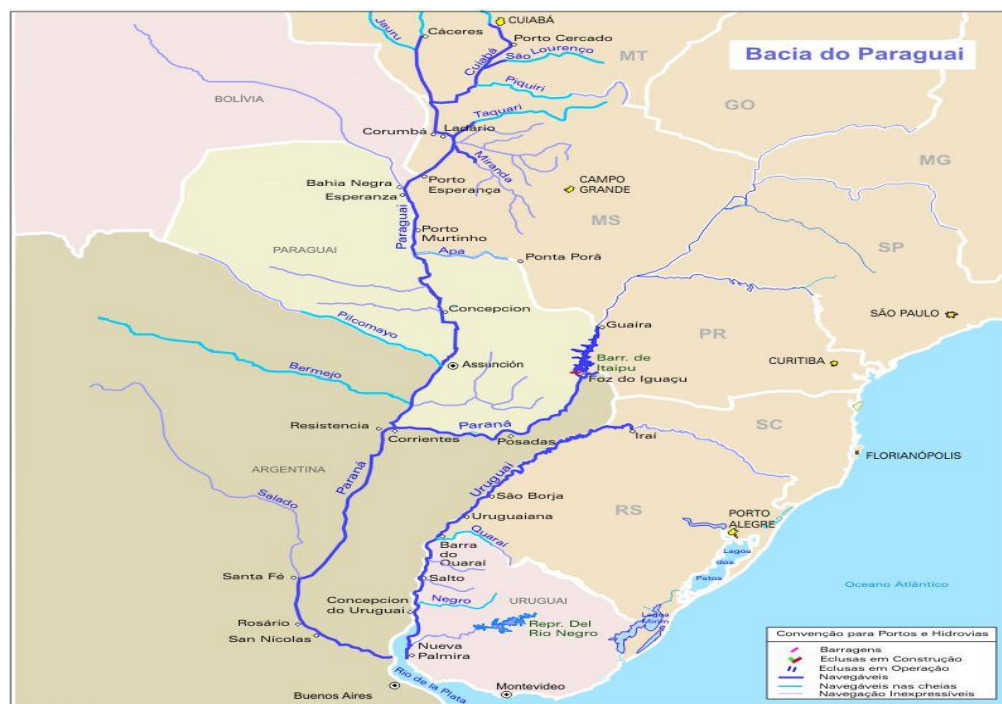 Bacia do Paraguai
CUIABÁ
Jauru
Cáceres
Porto Cercado
São Lourenço
Cuiabá
MT
Piquiri
GO
BOLÍVIA
Taquari
Corumbá
Ladário
Miranda
MG
CAMPO
GRANDE
Bahia Negra
Porto
Esperança
Esperanza
MS
Paraguai
Porto
Murtinho
PARAGUAI
Apa
Ponta Porã
SP
Concepcion
SÃO PAULO
Pilcomayo
Guaíra
PR
Barr. de
Itaipu
CURITIBA
Assunción
Foz do Iguaçu
Bermejo
Resistencia
Corrientes
Paraná
Posadas
Iraí
SC
FLORIANÓPOLIS
ARGENTINA
Paraná
Uruguai
Salado
São Borja
RS
Uruguaiana
PORTO
ALEGRE
Quaraí
Barra
do
Quaraí
Lagoa
dos
Patos
Santa Fé
Salto
Oceano Atlântico
Negro
Concepcion
do Uruguai
URUGUAI
Lagoa
Mirim
Rosário
Repr. Del
Rio Negro
San Nícolas
Nueva
Palmira
Rio de la Plata
Buenos Aires
Montevideo
Convenção para Portos e Hidrovias
Barragens
Eclusas em Construção
Eclusas em Operação
Navegáveis
Navegáveis nas cheias
Navegação Inexpressíveis